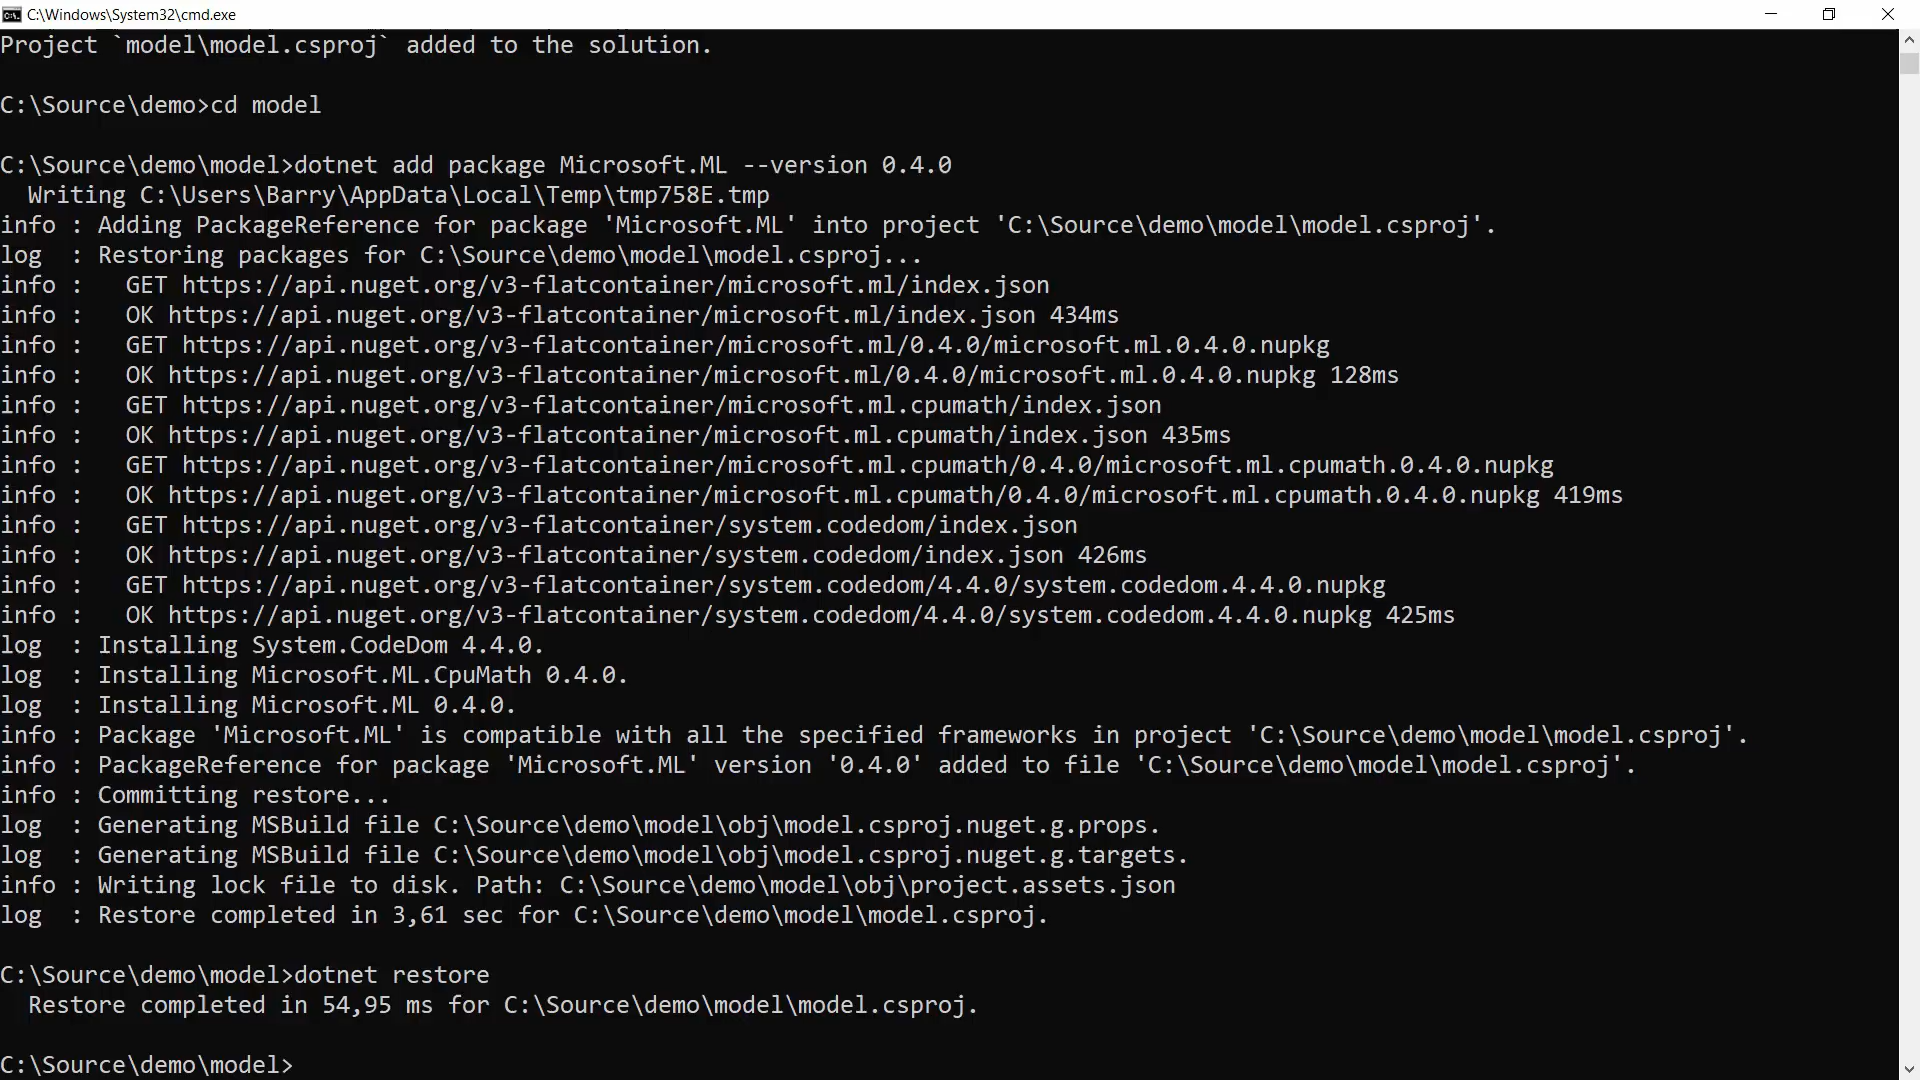 C:\Windows\System32\cmd.exe
Project `model\model.csproj` added to the solution.
C:\Source\demo>cd model
C:\Source\demo\model>dotnet add package Microsoft.ML --version 0.4.0
  Writing C:\Users\Barry\AppData\Local\Temp\tmp758E.tmp
info : Adding PackageReference for package 'Microsoft.ML' into project 'C:\Source\demo\model\model.csproj'.
log  : Restoring packages for C:\Source\demo\model\model.csproj...
info :   GET https://api.nuget.org/v3-flatcontainer/microsoft.ml/index.json
info :   OK https://api.nuget.org/v3-flatcontainer/microsoft.ml/index.json 434ms
info :   GET https://api.nuget.org/v3-flatcontainer/microsoft.ml/0.4.0/microsoft.ml.0.4.0.nupkg
info :   OK https://api.nuget.org/v3-flatcontainer/microsoft.ml/0.4.0/microsoft.ml.0.4.0.nupkg 128ms
info :   GET https://api.nuget.org/v3-flatcontainer/microsoft.ml.cpumath/index.json
info :   OK https://api.nuget.org/v3-flatcontainer/microsoft.ml.cpumath/index.json 435ms
info :   GET https://api.nuget.org/v3-flatcontainer/microsoft.ml.cpumath/0.4.0/microsoft.ml.cpumath.0.4.0.nupkg
info :   OK https://api.nuget.org/v3-flatcontainer/microsoft.ml.cpumath/0.4.0/microsoft.ml.cpumath.0.4.0.nupkg 419ms
info :   GET https://api.nuget.org/v3-flatcontainer/system.codedom/index.json
info :   OK https://api.nuget.org/v3-flatcontainer/system.codedom/index.json 426ms
info :   GET https://api.nuget.org/v3-flatcontainer/system.codedom/4.4.0/system.codedom.4.4.0.nupkg
info :   OK https://api.nuget.org/v3-flatcontainer/system.codedom/4.4.0/system.codedom.4.4.0.nupkg 425ms
log  : Installing System.CodeDom 4.4.0.
log  : Installing Microsoft.ML.CpuMath 0.4.0.
log  : Installing Microsoft.ML 0.4.0.
info : Package 'Microsoft.ML' is compatible with all the specified frameworks in project 'C:\Source\demo\model\model.csproj'.
info : PackageReference for package 'Microsoft.ML' version '0.4.0' added to file 'C:\Source\demo\model\model.csproj'.
info : Committing restore...
log  : Generating MSBuild file C:\Source\demo\model\obj\model.csproj.nuget.g.props.
log  : Generating MSBuild file C:\Source\demo\model\obj\model.csproj.nuget.g.targets.
info : Writing lock file to disk. Path: C:\Source\demo\model\obj\project.assets.json
log  : Restore completed in 3,61 sec for C:\Source\demo\model\model.csproj.
C:\Source\demo\model>dotnet restore
  Restore completed in 54,95 ms for C:\Source\demo\model\model.csproj.
C:\Source\demo\model>